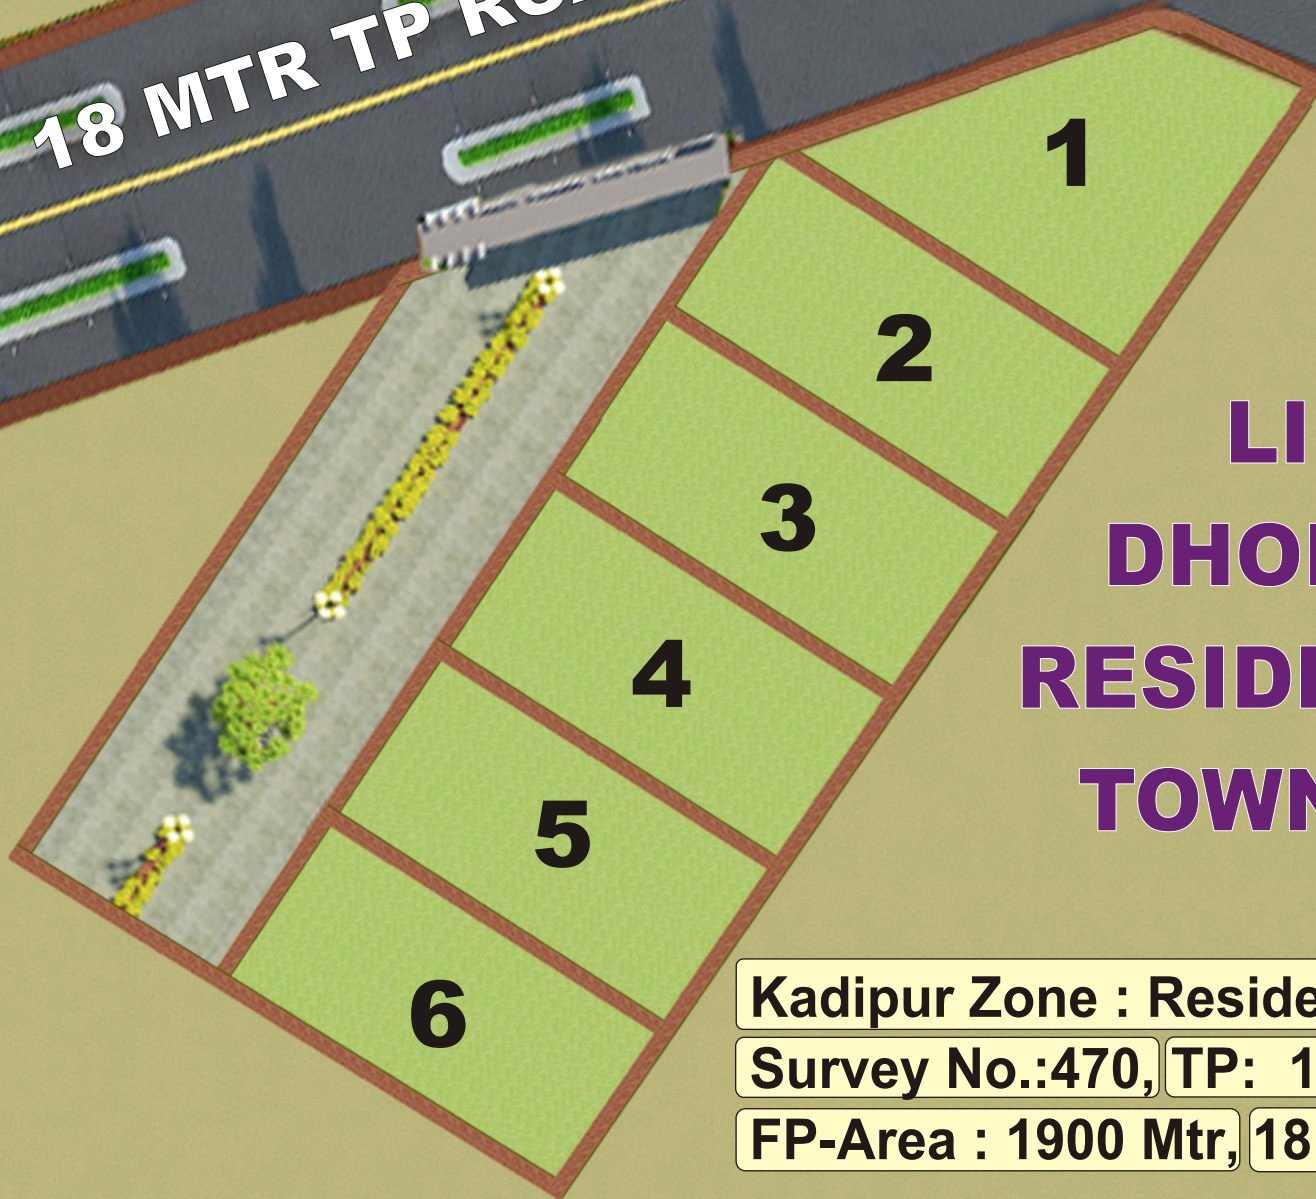 18 MTR TP
1
2
3
4
5
6
LI
DHO
RESID
TOWN
Kadipur Zone : Reside
Survey No.:470, TP: 1
FP-Area : 1900 Mtr, 18